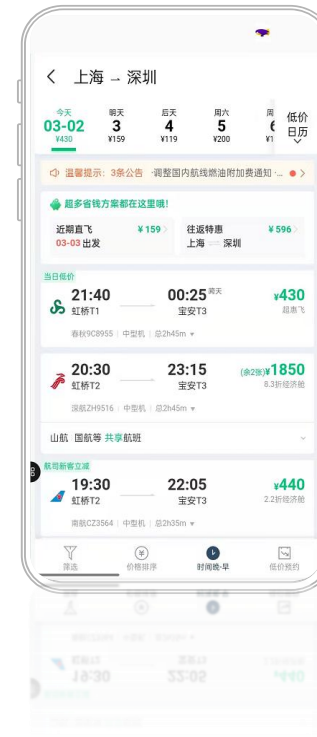 上海 → 深圳
今天 明天 后天 周六 周
03-02 3 4 5 6 低价
¥430 ¥159 ¥119 ¥200 ¥1 日历
温馨提示：3条公告 ·调整国内航线燃油附加费通知·...
超多省钱方案都在这里哦！
近期直飞 ¥159 往返特惠 ¥596
03-03 出发 上海 深圳
当日低价
21:40 00:25 跨天 ¥430
虹桥T1 宝安T3 超惠飞
春秋9C8955 中型机 总2h45m
20:30 23:15 (余2张)¥1850
虹桥T2 宝安T3 8.3折经济舱
深航ZH9516 中型机 总2h45m
山航 国航等 共享航班
航司新客立减
19:30 22:05 ¥440
虹桥T2 宝安T3 2.2折经济舱
南航CZ3564 中型机 总2h35m
筛选 价格排序 时间晚-早 低价预约